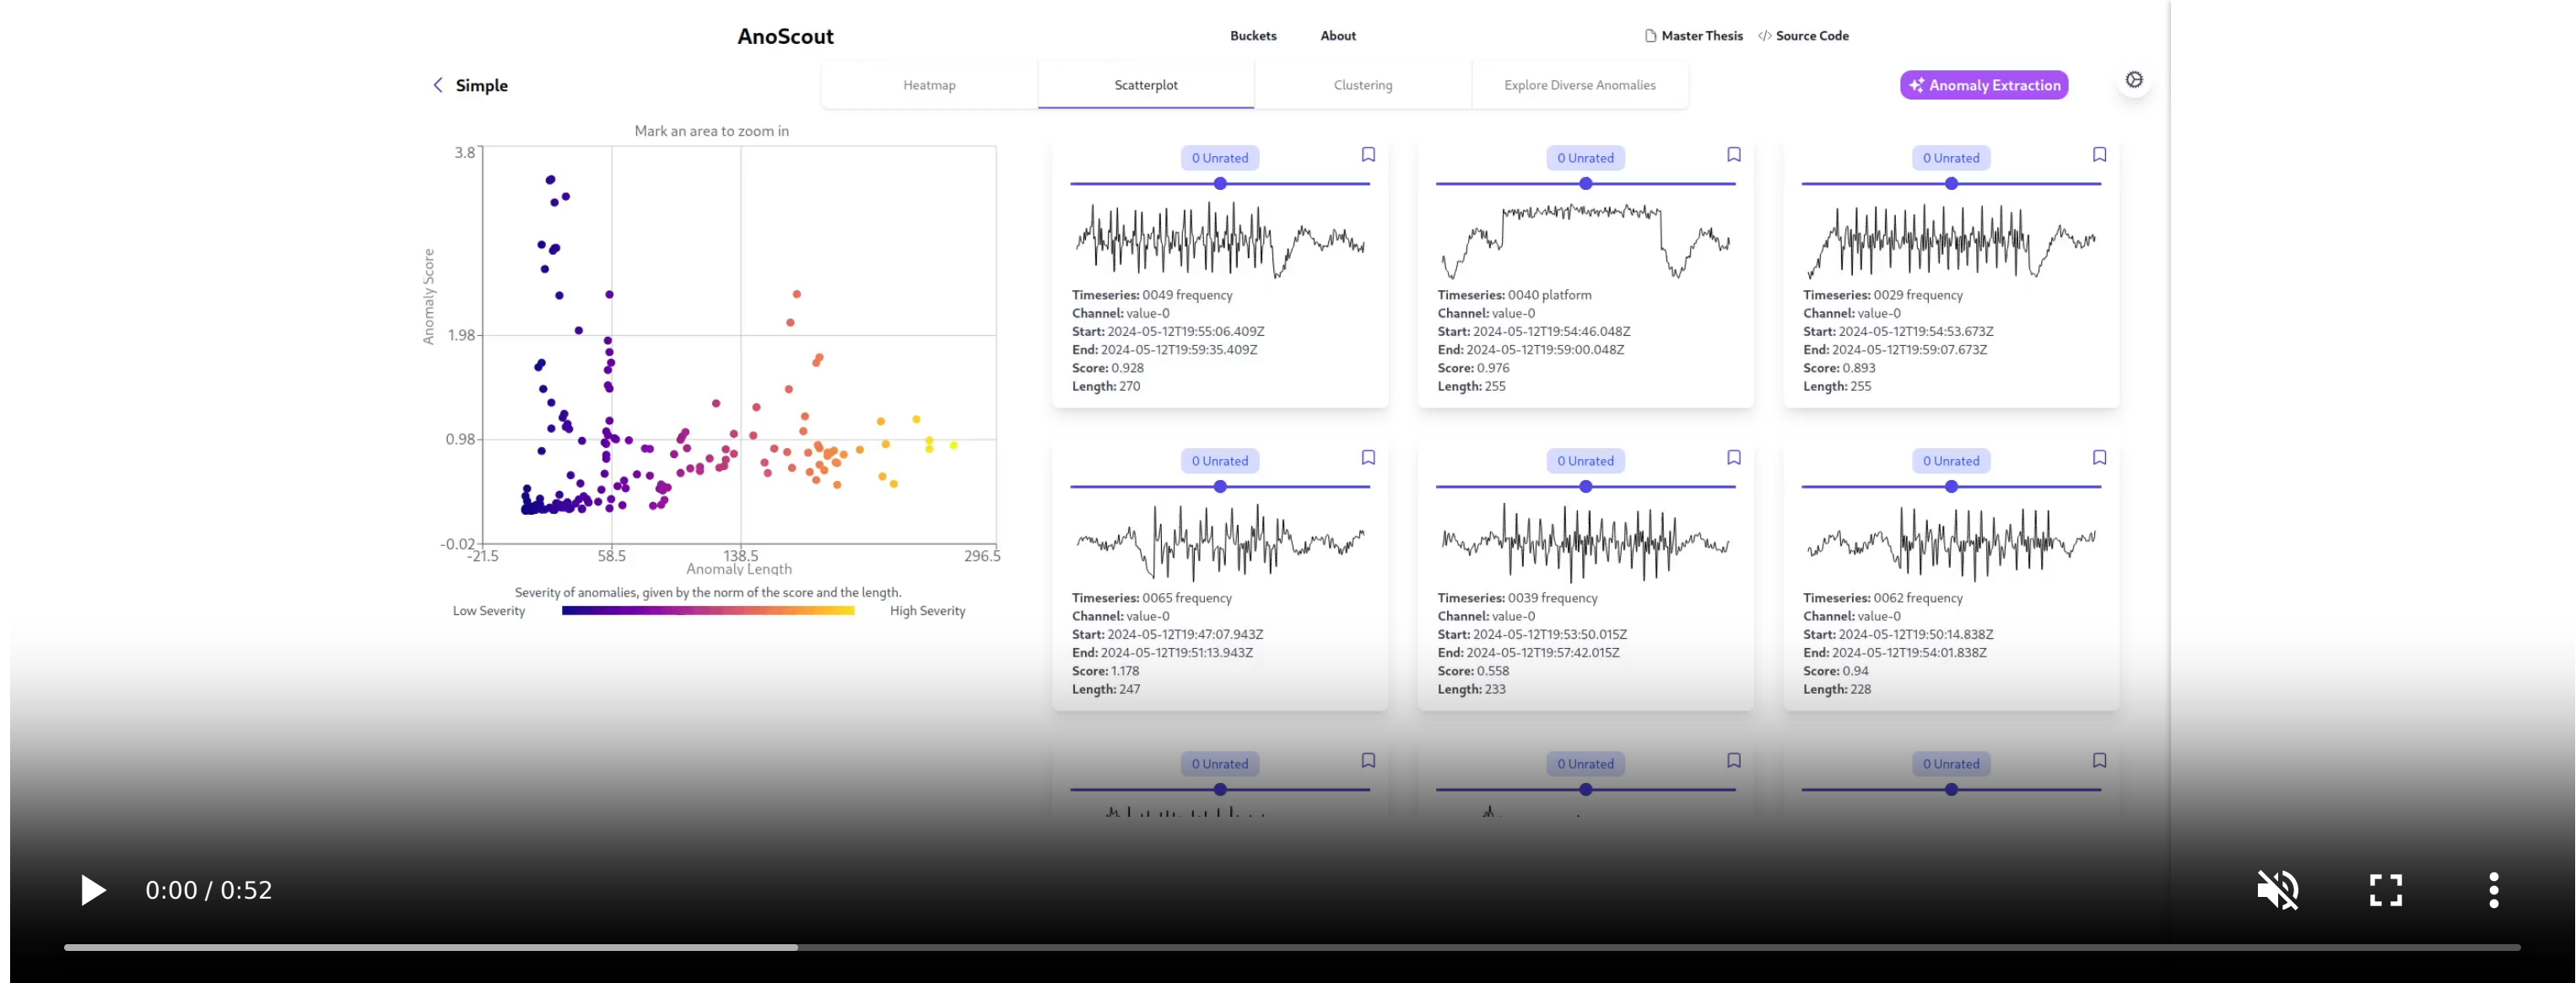 AnoScout
Buckets
About
Master Thesis
</> Source Code
Simple
Heatmap
Scatterplot
Clustering
Explore Diverse Anomalies
Anomaly Extraction
Mark an area to zoom in
3.8
1.98
0.98
-0.02
Anomaly Score
-21.5
58.5
138.5
296.5
Anomaly Length
Severity of anomalies, given by the norm of the score and the length.
Low Severity
High Severity
0 Unrated
Timeseries: 0049 frequency
Channel: value-0
Start: 2024-05-12T19:55:06.409Z
End: 2024-05-12T19:59:35.409Z
Score: 0.928
Length: 270
0 Unrated
Timeseries: 0040 platform
Channel: value-0
Start: 2024-05-12T19:54:46.048Z
End: 2024-05-12T19:59:00.048Z
Score: 0.976
Length: 255
0 Unrated
Timeseries: 0029 frequency
Channel: value-0
Start: 2024-05-12T19:54:53.673Z
End: 2024-05-12T19:59:07.673Z
Score: 0.893
Length: 255
0 Unrated
Timeseries: 0065 frequency
Channel: value-0
Start: 2024-05-12T19:47:07.943Z
End: 2024-05-12T19:51:13.943Z
Score: 1.178
Length: 247
0 Unrated
Timeseries: 0039 frequency
Channel: value-0
Start: 2024-05-12T19:53:50.015Z
End: 2024-05-12T19:57:42.015Z
Score: 0.558
Length: 233
0 Unrated
Timeseries: 0062 frequency
Channel: value-0
Start: 2024-05-12T19:50:14.838Z
End: 2024-05-12T19:54:01.838Z
Score: 0.94
Length: 228
0 Unrated
0 Unrated
0 Unrated
0:00 / 0:52